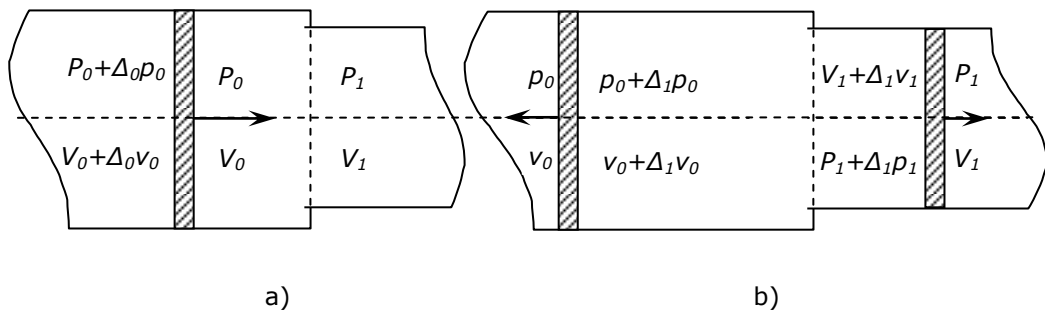 P₀+Δ₀p₀ P₀ P₁
V₀+Δ₀v₀ V₀ V₁
a)
p₀ p₀+Δ₁p₀ V₁+Δ₁v₁ P₁
v₀ v₀+Δ₁v₀ P₁+Δ₁p₁ V₁
b)